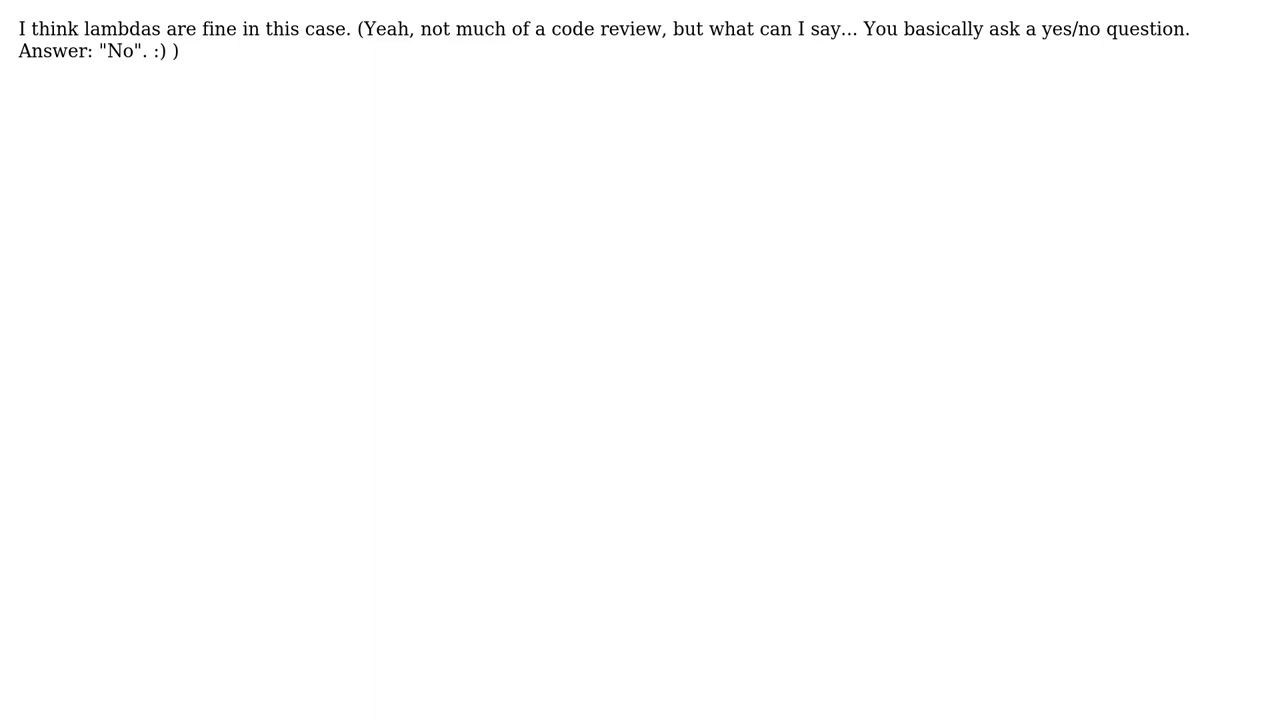 I think lambdas are fine in this case. (Yeah, not much of a code review, but what can I say... You basically ask a yes/no question.
Answer: "No". :) )